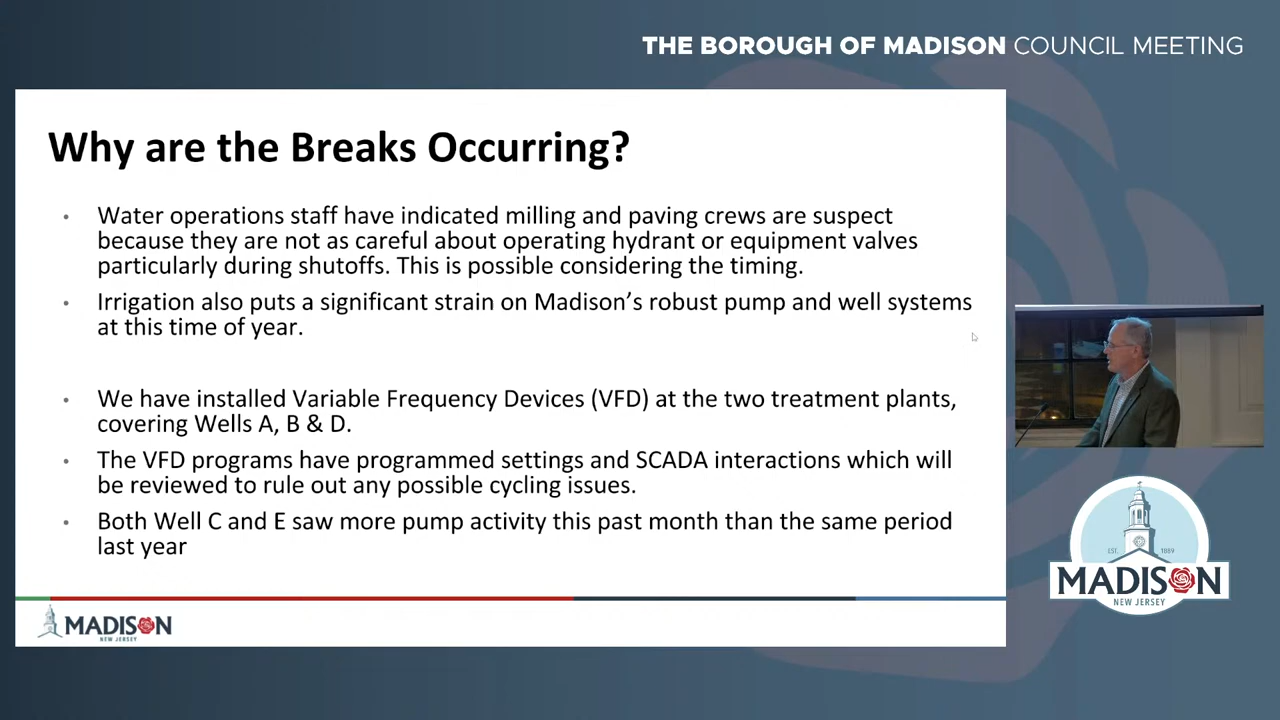 THE BOROUGH OF MADISON COUNCIL MEETING
Why are the Breaks Occurring?
• Water operations staff have indicated milling and paving crews are suspect
because they are not as careful about operating hydrant or equipment valves
particularly during shutoffs. This is possible considering the timing.
• Irrigation also puts a significant strain on Madison’s robust pump and well systems
at this time of year.
• We have installed Variable Frequency Devices (VFD) at the two treatment plants,
covering Wells A, B & D.
• The VFD programs have programmed settings and SCADA interactions which will
be reviewed to rule out any possible cycling issues.
• Both Well C and E saw more pump activity this past month than the same period
last year
MADISON
NEW JERSEY
EST. 1889
MADISON
NEW JERSEY